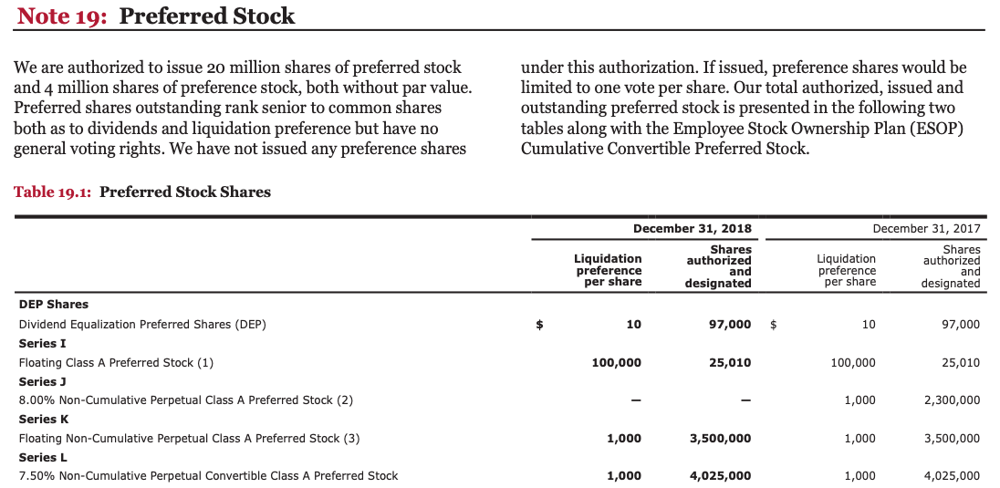 Note 19: Preferred Stock
We are authorized to issue 20 million shares of preferred stock
and 4 million shares of preference stock, both without par value.
Preferred shares outstanding rank senior to common shares
both as to dividends and liquidation preference but have no
general voting rights. We have not issued any preference shares
under this authorization. If issued, preference shares would be
limited to one vote per share. Our total authorized, issued and
outstanding preferred stock is presented in the following two
tables along with the Employee Stock Ownership Plan (ESOP)
Cumulative Convertible Preferred Stock.
Table 19.1: Preferred Stock Shares
December 31, 2018 December 31, 2017
Liquidation preference per share Shares authorized and designated Liquidation preference per share Shares authorized and designated
DEP Shares
Dividend Equalization Preferred Shares (DEP) $ 10 97,000 $ 10 97,000
Series I
Floating Class A Preferred Stock (1) 100,000 25,010 100,000 25,010
Series J
8.00% Non-Cumulative Perpetual Class A Preferred Stock (2) — — 1,000 2,300,000
Series K
Floating Non-Cumulative Perpetual Class A Preferred Stock (3) 1,000 3,500,000 1,000 3,500,000
Series L
7.50% Non-Cumulative Perpetual Convertible Class A Preferred Stock 1,000 4,025,000 1,000 4,025,000